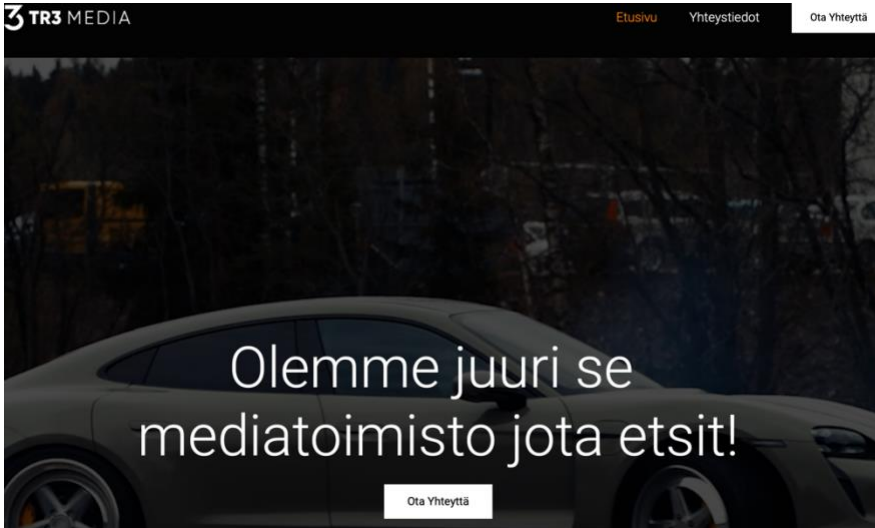 3 TR3 MEDIA
Etusivu
Yhteystiedot
Ota Yhteyttä
Olemme juuri se
mediatoimisto jota etsit!
Ota Yhteyttä